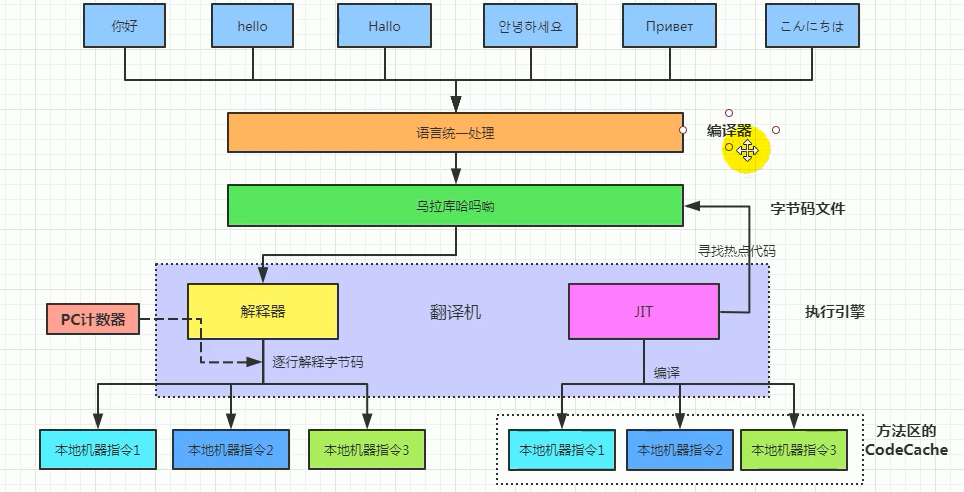 你好
hello
Hallo
안녕하세요
Привет
こんにちは
语言统一处理
编译器
乌拉库哈吗哟
字节码文件
寻找热点代码
解释器
翻译机
JIT
执行引擎
PC计数器
逐行解释字节码
编译
本地机器指令1
本地机器指令2
本地机器指令3
本地机器指令1
本地机器指令2
本地机器指令3
方法区的
CodeCache